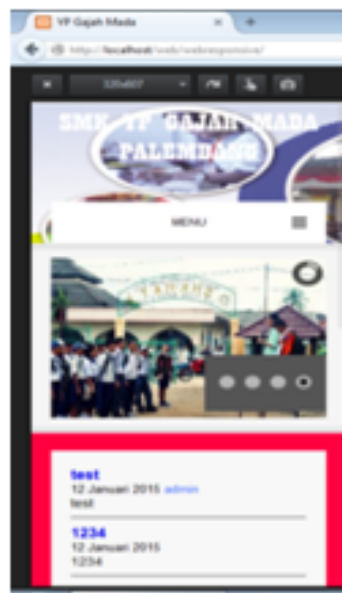 YP Gajah Mada
http://localhost/web/webresponsive/
320x607
SMK YP GAJAH MADA
PALEMBANG
MENU
test
12 Januari 2015 admin
test
1234
12 Januari 2015
1234